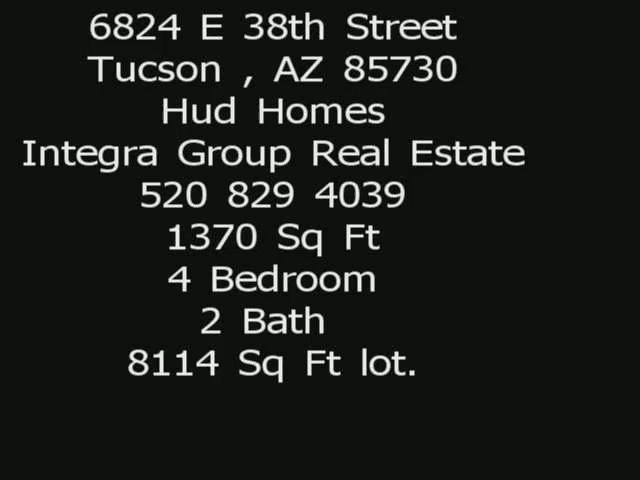 6824 E 38th Street
Tucson , AZ 85730
Hud Homes
Integra Group Real Estate
520 829 4039
1370 Sq Ft
4 Bedroom
2 Bath
8114 Sq Ft lot.